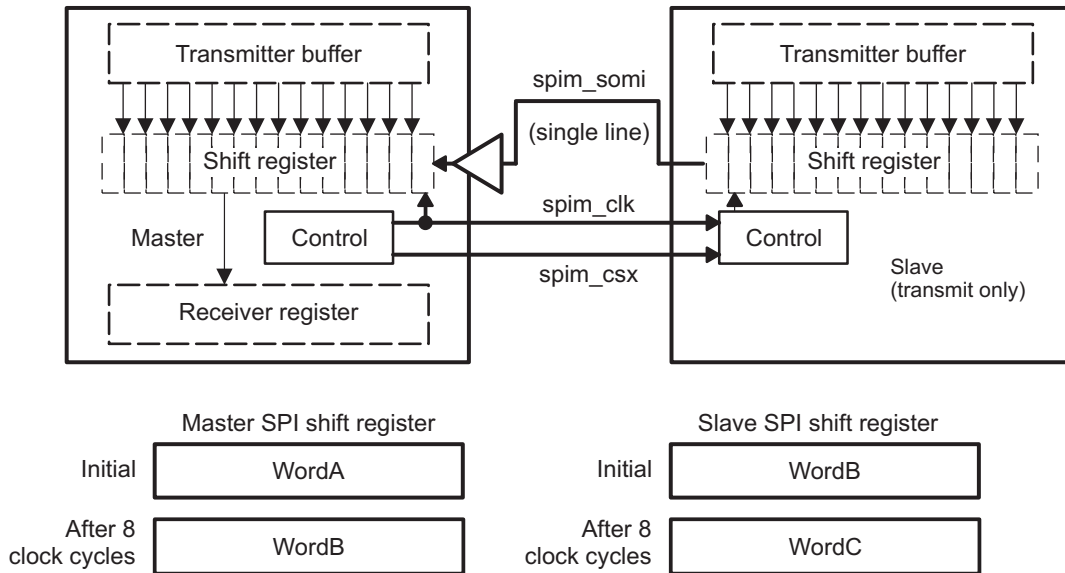 Transmitter buffer
Transmitter buffer
spim_somi
(single line)
Shift register
Shift register
spim_clk
Master
Control
Control
spim_csx
Slave
(transmit only)
Receiver register
Master SPI shift register
Slave SPI shift register
Initial
WordA
Initial
WordB
After 8
clock cycles
WordB
After 8
clock cycles
WordC